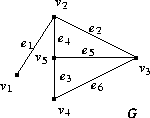 v₂
e₁
e₄
e₂
v₅
e₅
v₃
v₁
e₃
e₆
v₄
G